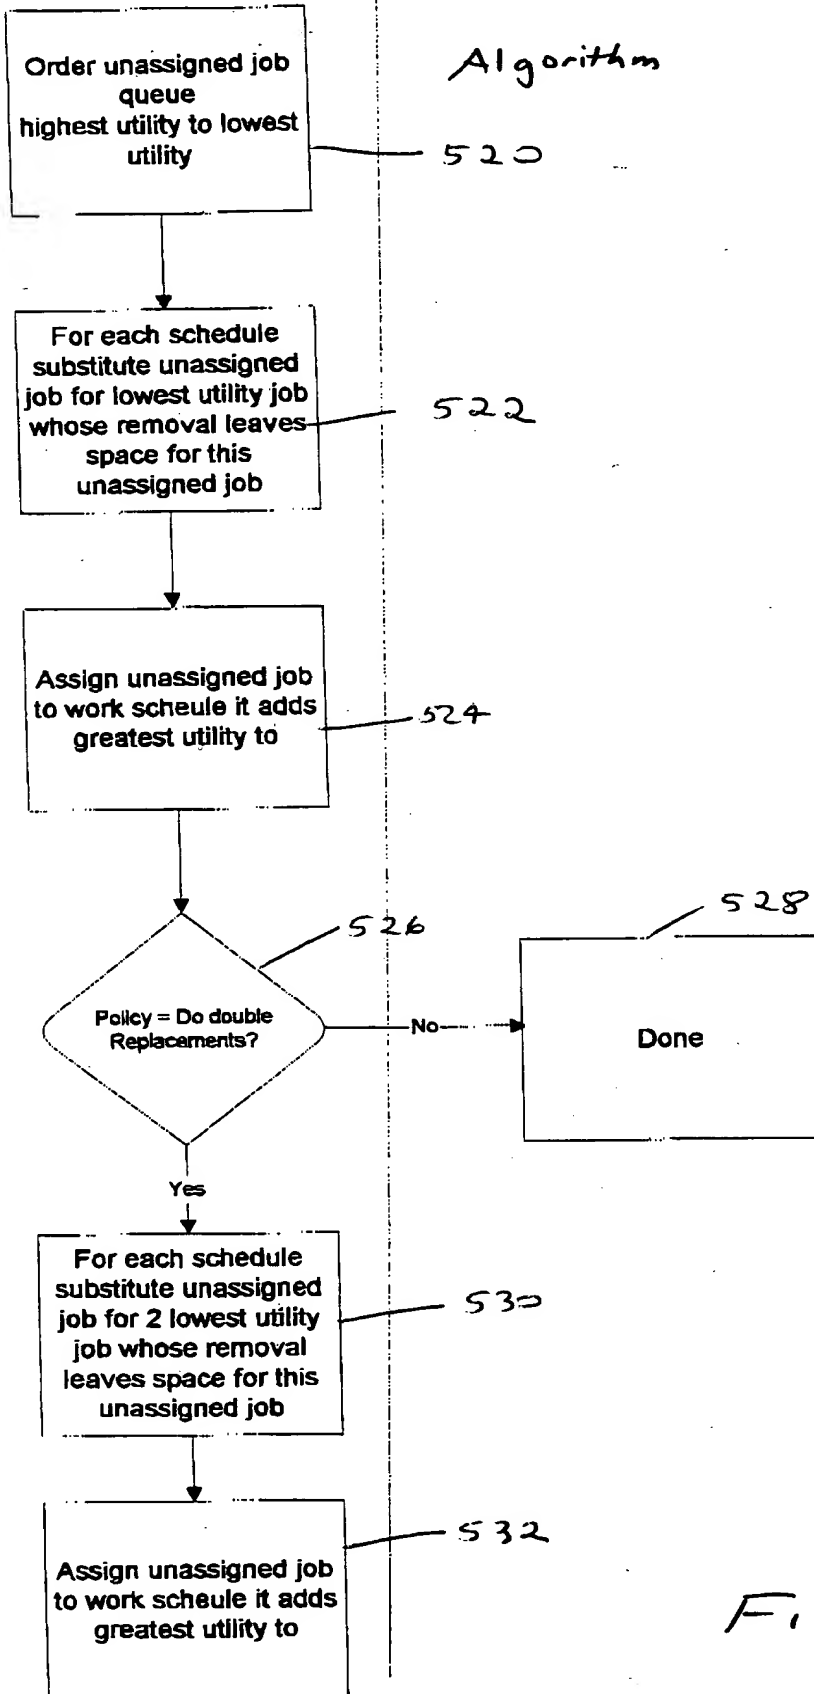 Order unassigned job
queue
highest utility to lowest
utility
Algorithm
520
For each schedule
substitute unassigned
job for lowest utility job
whose removal leaves
space for this
unassigned job
522
Assign unassigned job
to work scheule it adds
greatest utility to
524
526
Policy = Do double
Replacements?
No
528
Done
Yes
For each schedule
substitute unassigned
job for 2 lowest utility
job whose removal
leaves space for this
unassigned job
530
Assign unassigned job
to work scheule it adds
greatest utility to
532
Fi